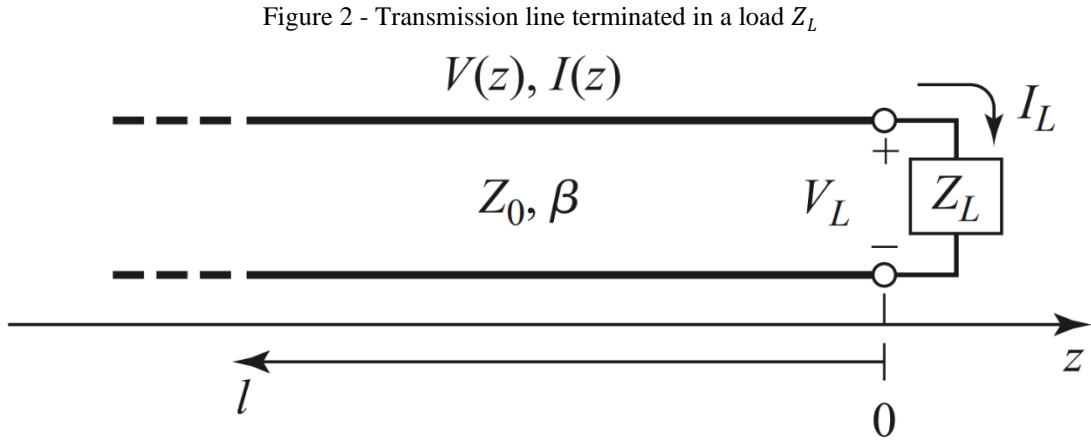 Figure 2 - Transmission line terminated in a load Z_L
V(z), I(z)
I_L
+
Z_0, β
V_L
Z_L
−
z
l
0